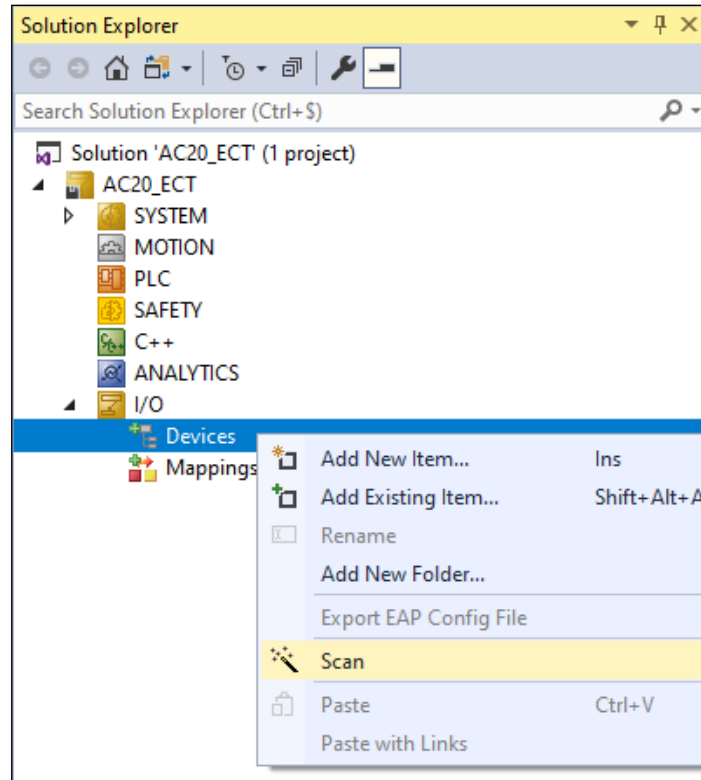 Solution Explorer
Search Solution Explorer (Ctrl+$)
Solution 'AC20_ECT' (1 project)
AC20_ECT
SYSTEM
MOTION
PLC
SAFETY
C++
ANALYTICS
I/O
Devices
Mappings
Add New Item... Ins
Add Existing Item... Shift+Alt+A
Rename
Add New Folder...
Export EAP Config File
Scan
Paste Ctrl+V
Paste with Links